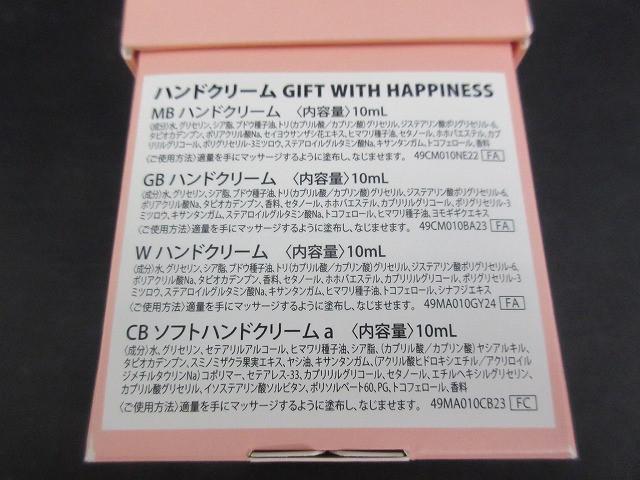 ハンドクリーム GIFT WITH HAPPINESS
MB ハンドクリーム 〈内容量〉10mL
〈成分〉水、グリセリン、シア脂、ブドウ種子油、トリ(カプリル酸／カプリン酸)グリセリル、ジステアリン酸ポリグリセリル-6、
タピオカデンプン、ポリアクリル酸Na、セイヨウサンザシ花エキス、ヒマワリ種子油、セタノール、ホホバエステル、カプ
リリルグリコール、ポリグリセリル-3ミツロウ、ステアロイルグルタミン酸Na、キサンタンガム、トコフェロール、香料
〈ご使用方法〉適量を手にマッサージするように塗布し、なじませます。 49CM010NE22 FA
GB ハンドクリーム 〈内容量〉10mL
〈成分〉水、グリセリン、シア脂、ブドウ種子油、トリ(カプリル酸／カプリン酸)グリセリル、ジステアリン酸ポリグリセリル-6、
ポリアクリル酸Na、タピオカデンプン、香料、セタノール、ホホバエステル、カプリリルグリコール、ポリグリセリル-3
ミツロウ、キサンタンガム、ステアロイルグルタミン酸Na、トコフェロール、ヒマワリ種子油、ヨモギギクエキス
〈ご使用方法〉適量を手にマッサージするように塗布し、なじませます。 49CM010BA23 FA
W ハンドクリーム 〈内容量〉10mL
〈成分〉水、グリセリン、シア脂、ブドウ種子油、トリ(カプリル酸／カプリン酸)グリセリル、ジステアリン酸ポリグリセリル-6、
ポリアクリル酸Na、タピオカデンプン、香料、セタノール、ホホバエステル、カプリリルグリコール、ポリグリセリル-3
ミツロウ、ステアロイルグルタミン酸Na、キサンタンガム、ヒマワリ種子油、トコフェロール、シナフジエキス
〈ご使用方法〉適量を手にマッサージするように塗布し、なじませます。 49MA010GY24 FA
CB ソフトハンドクリーム a 〈内容量〉10mL
〈成分〉水、グリセリン、セテアリルアルコール、ヒマワリ種子油、シア脂、(カプリル酸／カプリン酸)ヤシアルキル、
タピオカデンプン、スミノミザクラ果実エキス、ヤシ油、キサンタンガム、(アクリル酸ヒドロキシエチル／アクリロイル
ジメチルタウリンNa)コポリマー、セテアレス-33、カプリリルグリコール、セタノール、エチルヘキシルグリセリン、
カプリル酸グリセリル、イソステアリン酸ソルビタン、ポリソルベート60、PG、トコフェロール、香料
〈ご使用方法〉適量を手にマッサージするように塗布し、なじませます。 49MA010CB23 FC